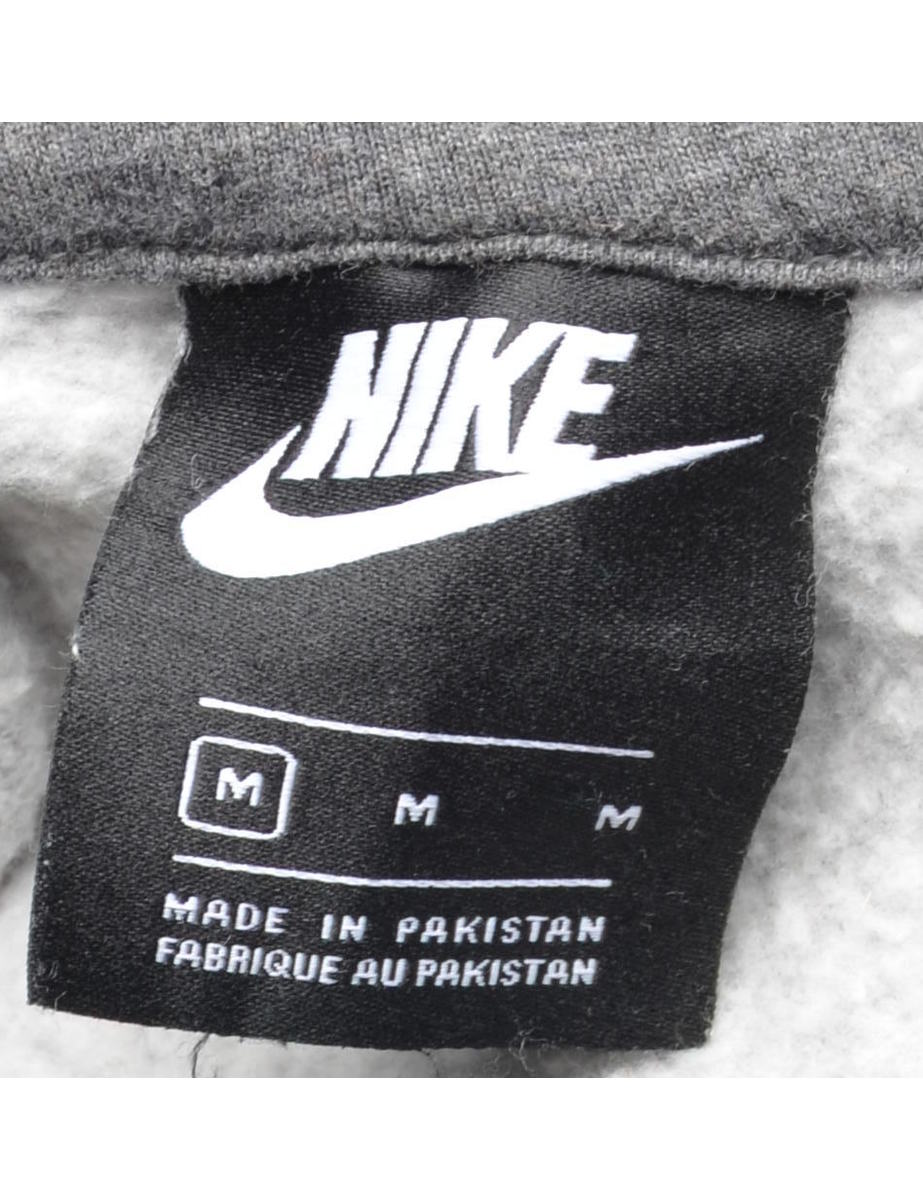 NIKE
M M M
MADE IN PAKISTAN
FABRIQUE AU PAKISTAN